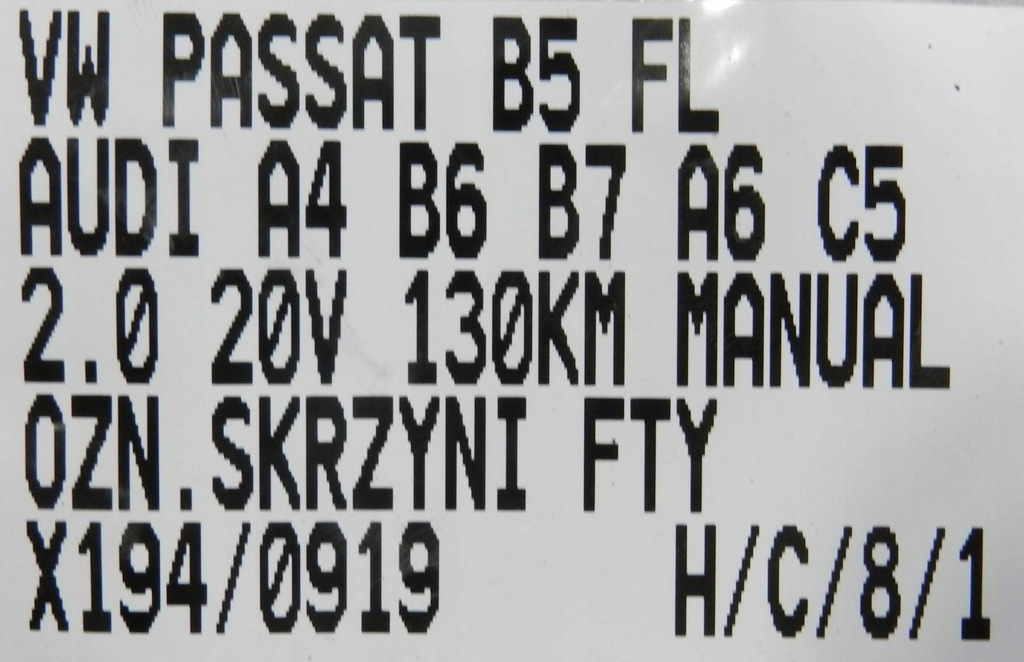 VW PASSAT B5 FL
AUDI A4 B6 B7 A6 C5
2.0 20V 130KM MANUAL
OZN.SKRZYNI FTY
X194/0919 H/C/8/1